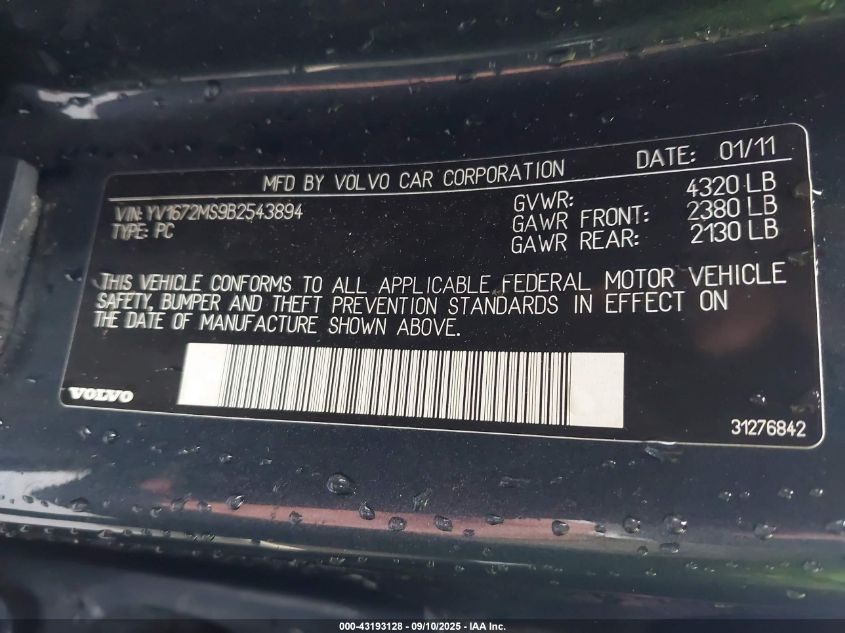 MFD BY VOLVO CAR CORPORATION DATE: 01/11
VIN: YV1672MS9B2543894
TYPE: PC
GVWR: 4320 LB
GAWR FRONT: 2380 LB
GAWR REAR: 2130 LB
THIS VEHICLE CONFORMS TO ALL APPLICABLE FEDERAL MOTOR VEHICLE
SAFETY, BUMPER AND THEFT PREVENTION STANDARDS IN EFFECT ON
THE DATE OF MANUFACTURE SHOWN ABOVE.
VOLVO
31276842
000-43193128 - 09/10/2025 - IAA Inc.